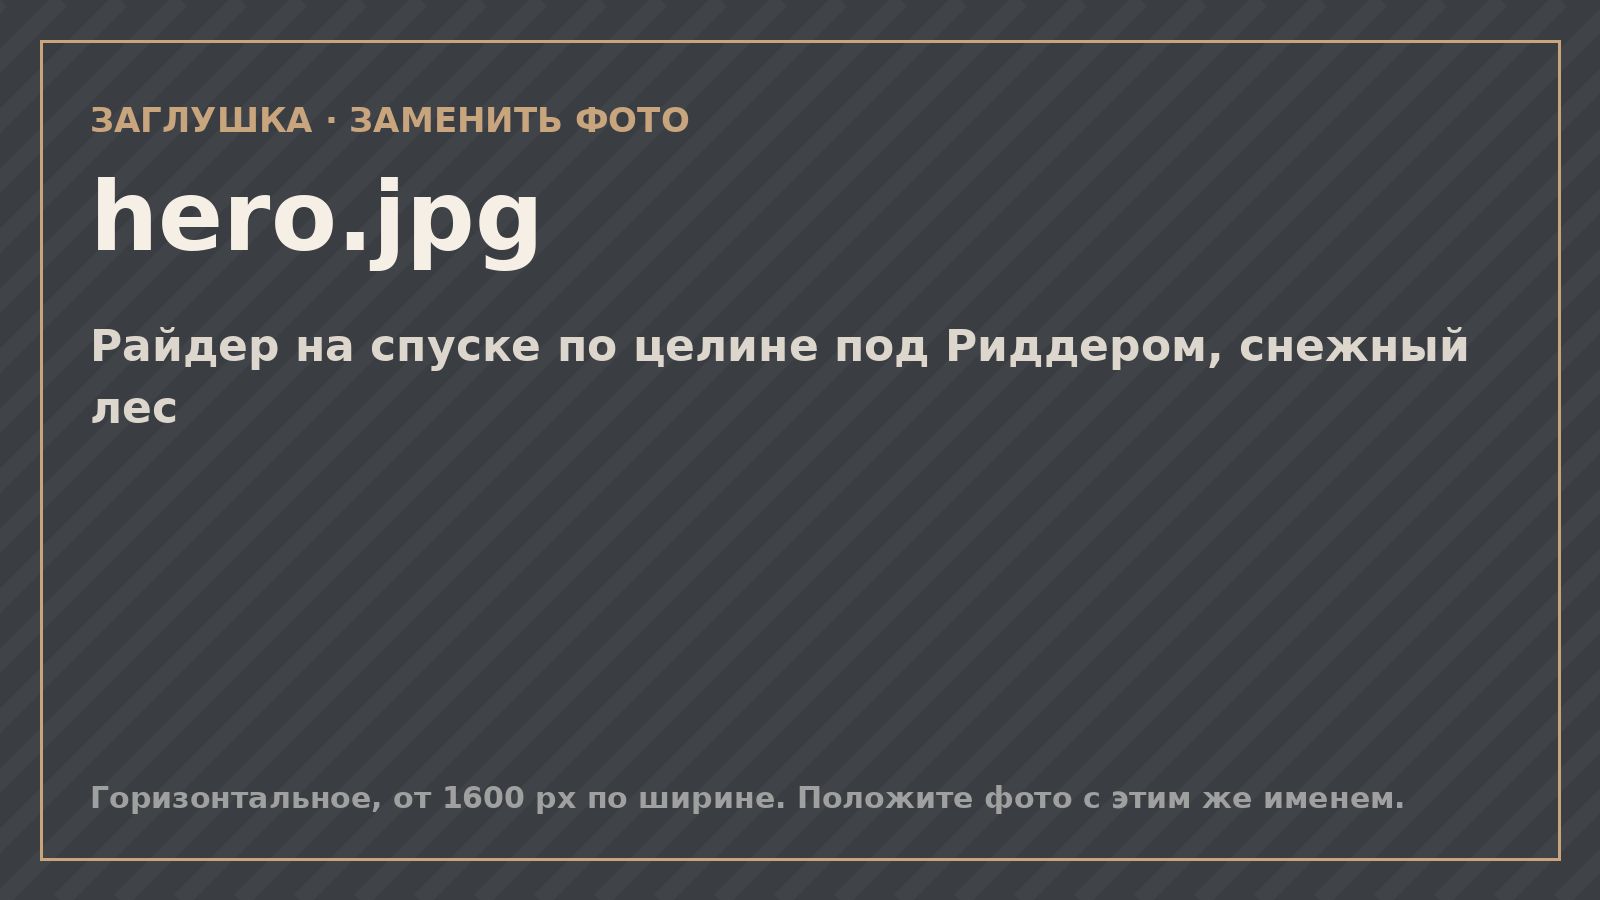 ЗАГЛУШКА · ЗАМЕНИТЬ ФОТО
hero.jpg
Райдер на спуске по целине под Риддером, снежный
лес
Горизонтальное, от 1600 px по ширине. Положите фото с этим же именем.